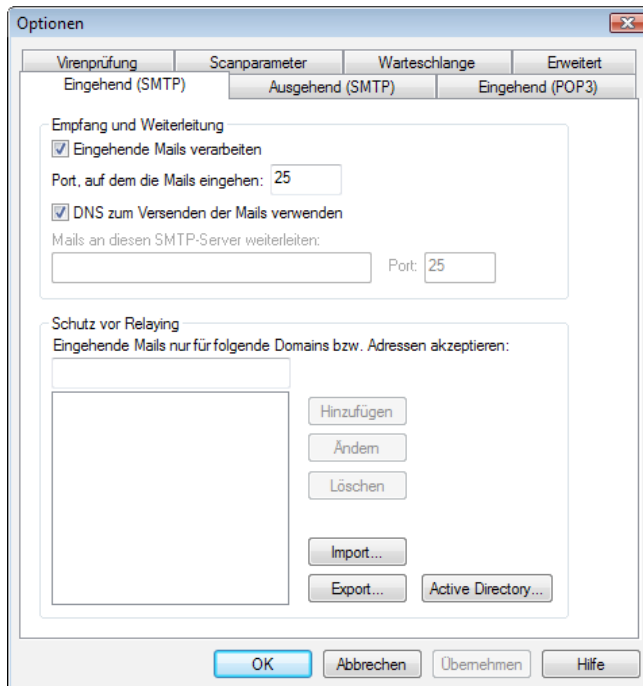 Optionen
Virenprüfung
Scanparameter
Warteschlange
Erweitert
Eingehend (SMTP)
Ausgehend (SMTP)
Eingehend (POP3)
Empfang und Weiterleitung
Eingehende Mails verarbeiten
Port, auf dem die Mails eingehen: 25
DNS zum Versenden der Mails verwenden
Mails an diesen SMTP-Server weiterleiten:
Port: 25
Schutz vor Relaying
Eingehende Mails nur für folgende Domains bzw. Adressen akzeptieren:
Hinzufügen
Ändern
Löschen
Import...
Export...
Active Directory...
OK
Abbrechen
Übernehmen
Hilfe